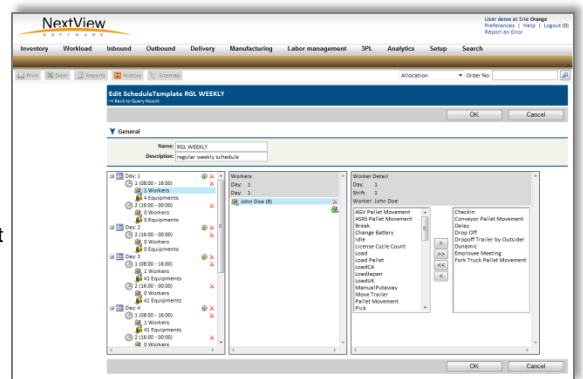 NextView
SOFTWARE
User demo at Site Orange
Preferences | Help | Logout (0)
Report an Error
Inventory Workload Inbound Outbound Delivery Manufacturing Labor management 3PL Analytics Setup Search
Print Excel Reports History Sitemap Allocation Order No:
Edit ScheduleTemplate RGL WEEKLY
<< Back to Query Result
OK Cancel
General
Name: RGL WEEKLY
Description: regular weekly schedule
Day: 1
1 (08:00 - 16:00)
1 Workers
4 Equipments
2 (16:00 - 00:00)
0 Workers
0 Equipments
Day: 2
2 (16:00 - 00:00)
0 Workers
0 Equipments
Day: 3
1 (08:00 - 16:00)
1 Workers
41 Equipments
2 (16:00 - 00:00)
0 Workers
41 Equipments
Day: 4
1 (08:00 - 16:00)
1 Workers
41 Equipments
2 (16:00 - 00:00)
0 Workers
Workers
Day: 1
Day: 1
John Doe (8)
Worker Detail
Day: 1
Shift: 1
Worker: John Doe
AGV Pallet Movement
ASRS Pallet Movement
Break
Change Battery
Idle
License Cycle Count
Load
Load Pallet
LoadCA
LoadJapan
LoadUK
ManualPutaway
Move Trailer
Pallet Movement
Pick
>
>>
<<
<
Checkin
Conveyor Pallet Movement
Delay
Drop Off
Dropoff Trailer by Outsider
Dynamic
Employee Meeting
Fork Truck Pallet Movement
OK Cancel
t